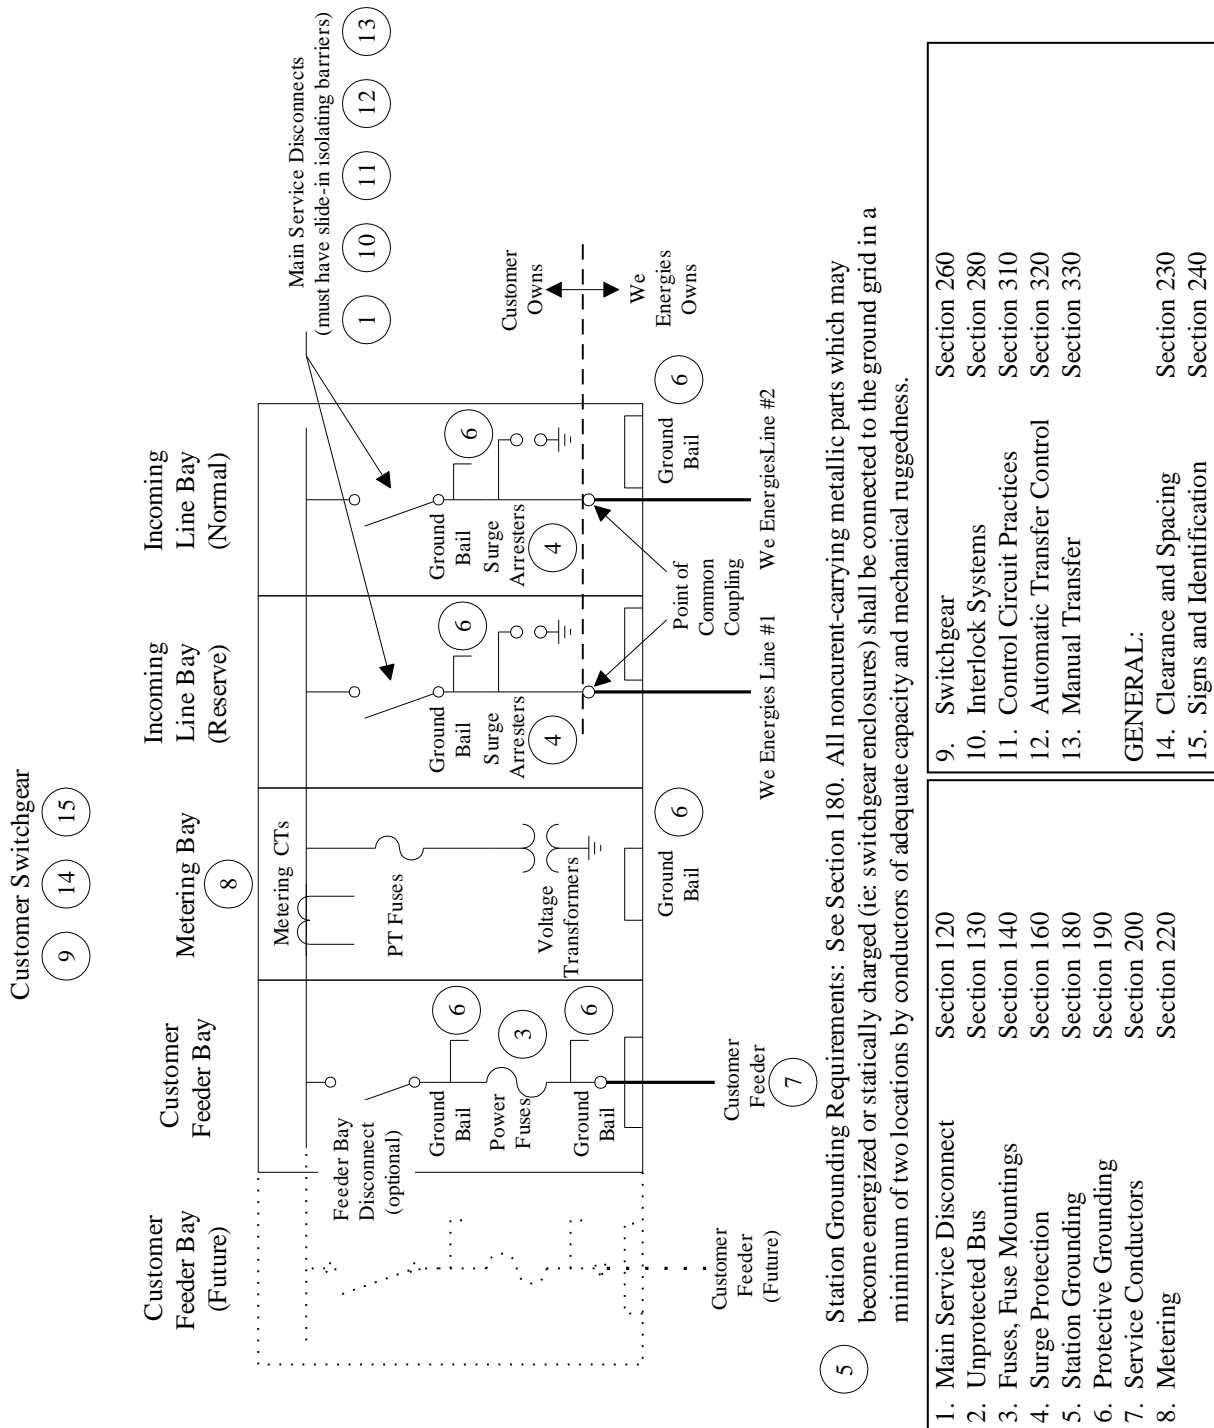 Customer Switchgear
9 14 15
Customer
Feeder Bay
(Future)
Customer
Feeder Bay
Metering Bay
8
Incoming
Line Bay
(Reserve)
Incoming
Line Bay
(Normal)
Main Service Disconnects
(must have slide-in isolating barriers)
1 10 11 12 13
Feeder Bay
Disconnect
(optional)
Ground
Bail
6
Power
Fuses
3
Ground
Bail
6
Metering CTs
PT Fuses
Voltage
Transformers
Ground
Bail
6
Surge
Arresters
4
Ground
Bail
6
Surge
Arresters
4
Customer
Owns
We
Energies
Owns
Customer
Feeder
(Future)
Customer
Feeder
7
Ground
Bail
6
We Energies Line #1
Point of
Common
Coupling
We EnergiesLine #2
Ground
Bail
6
5 Station Grounding Requirements: See Section 180. All noncurent-carrying metallic parts which may
become energized or statically charged (ie: switchgear enclosures) shall be connected to the ground grid in a
minimum of two locations by conductors of adequate capacity and mechanical ruggedness.
1. Main Service Disconnect Section 120
2. Unprotected Bus Section 130
3. Fuses, Fuse Mountings Section 140
4. Surge Protection Section 160
5. Station Grounding Section 180
6. Protective Grounding Section 190
7. Service Conductors Section 200
8. Metering Section 220
9. Switchgear Section 260
10. Interlock Systems Section 280
11. Control Circuit Practices Section 310
12. Automatic Transfer Control Section 320
13. Manual Transfer Section 330
GENERAL:
14. Clearance and Spacing Section 230
15. Signs and Identification Section 240